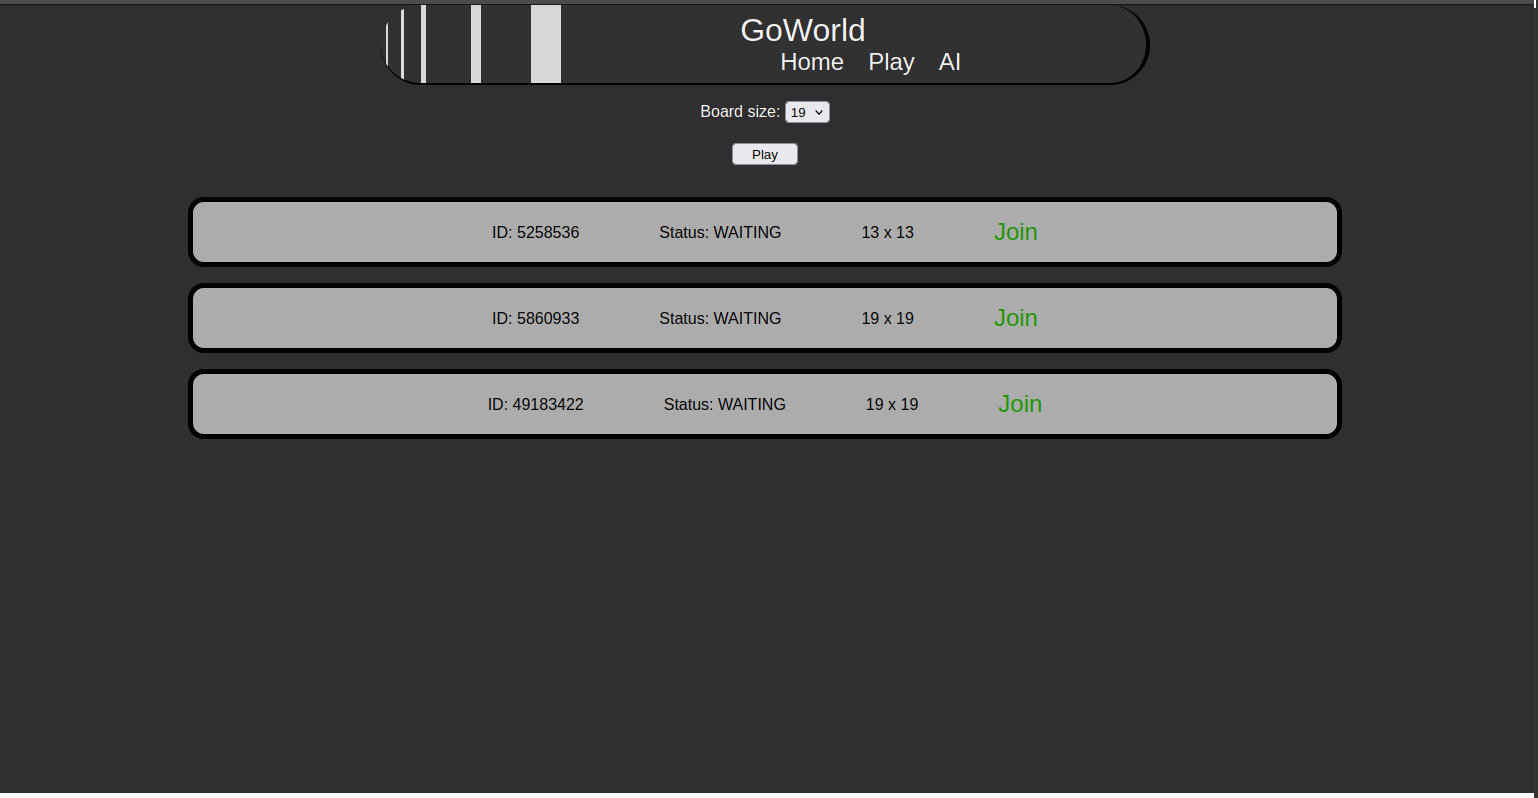 GoWorld
Home Play AI
Board size: 19
Play
ID: 5258536 Status: WAITING 13 x 13 Join
ID: 5860933 Status: WAITING 19 x 19 Join
ID: 49183422 Status: WAITING 19 x 19 Join